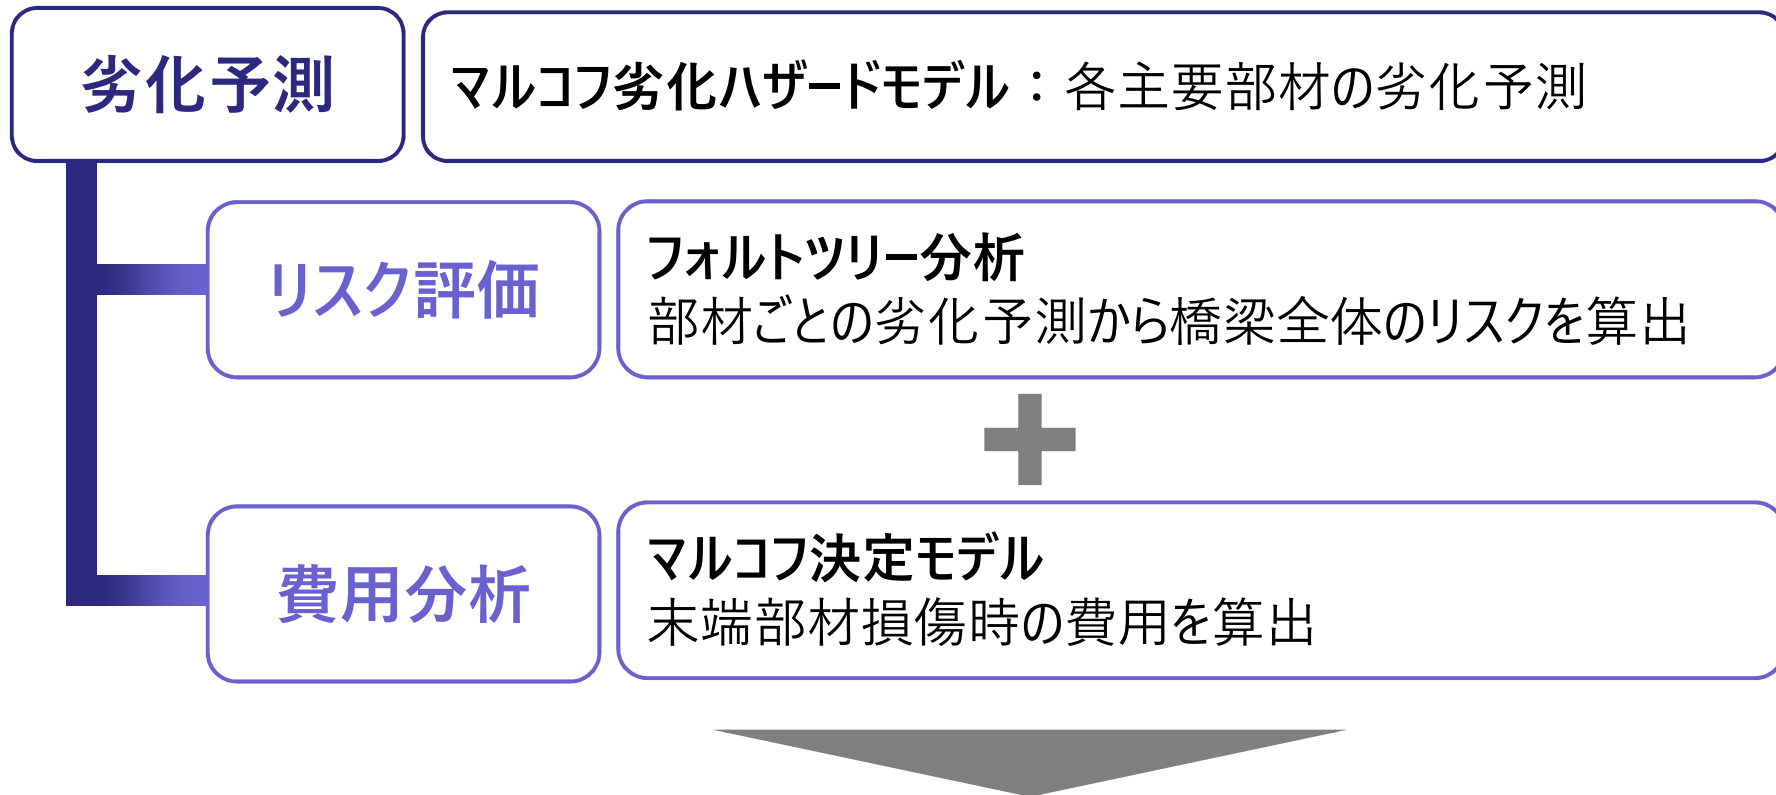 劣化予測
マルコフ劣化ハザードモデル：各主要部材の劣化予測
リスク評価
フォルトツリー分析
部材ごとの劣化予測から橋梁全体のリスクを算出
費用分析
マルコフ決定モデル
末端部材損傷時の費用を算出